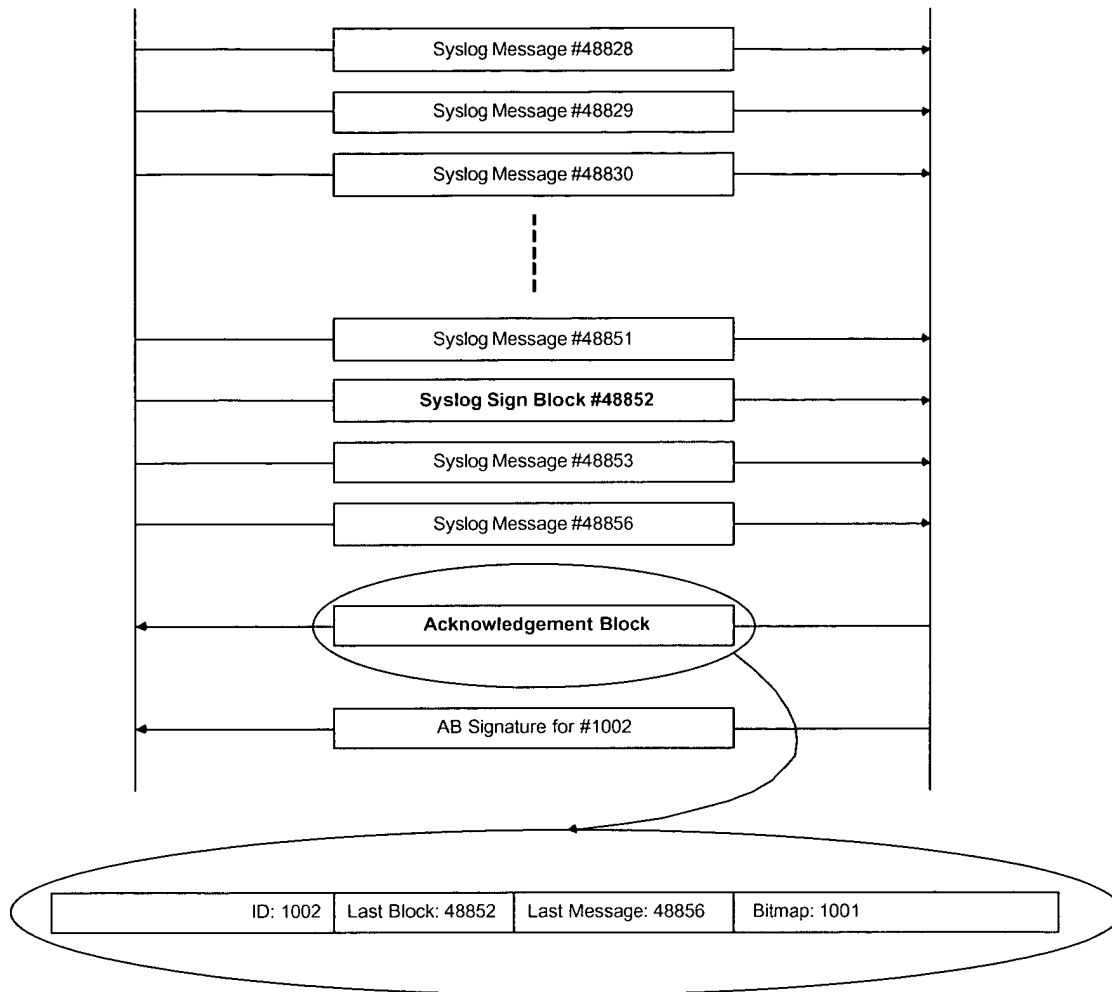 Syslog Message #48828
Syslog Message #48829
Syslog Message #48830
Syslog Message #48851
Syslog Sign Block #48852
Syslog Message #48853
Syslog Message #48856
Acknowledgement Block
AB Signature for #1002
ID: 1002 Last Block: 48852 Last Message: 48856 Bitmap: 1001